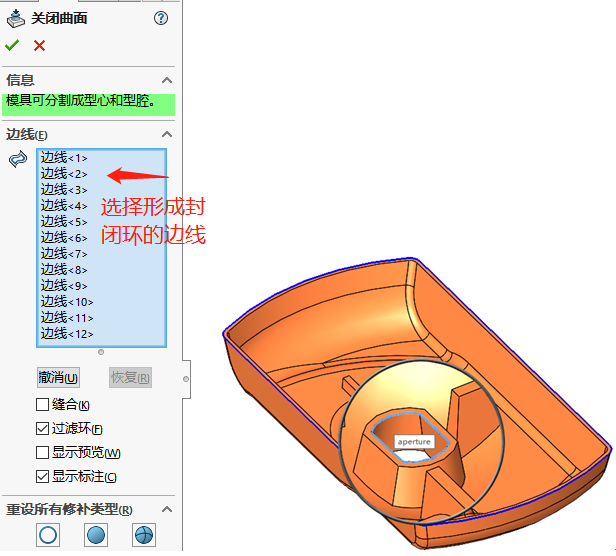 关闭曲面
信息
模具可分割成型心和型腔。
边线(E)
边线<1>
边线<2>
边线<3>
边线<4>
边线<5>
边线<6>
边线<7>
边线<8>
边线<9>
边线<10>
边线<11>
边线<12>
选择形成封
闭环的边线
撤消(U)
恢复(R)
缝合(K)
过滤环(F)
显示预览(W)
显示标注(C)
重设所有修补类型(R)
aperture